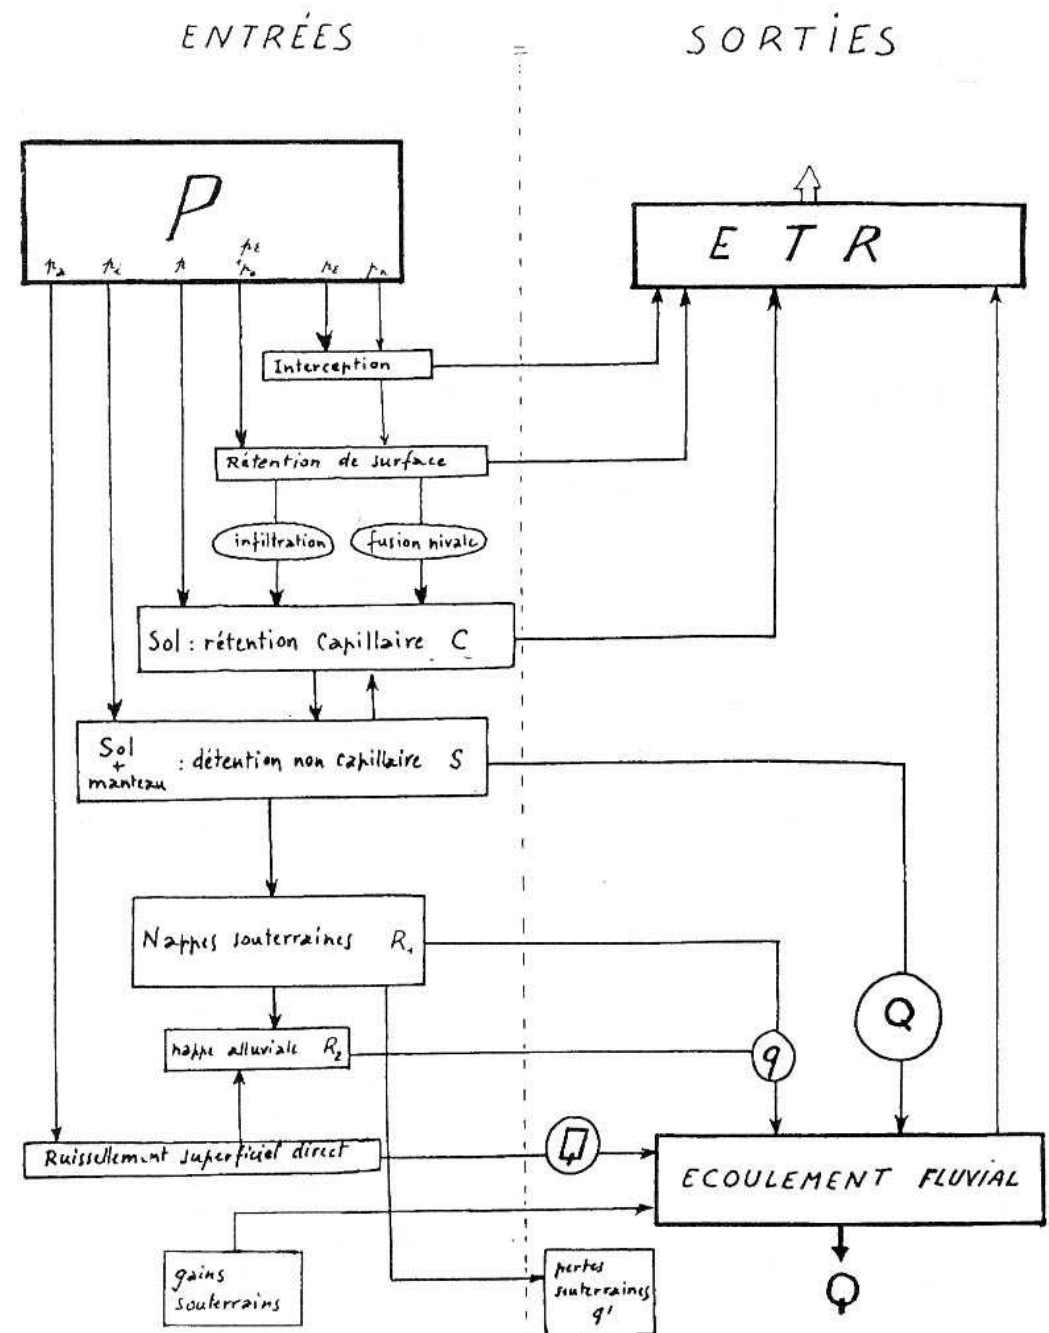 ENTRÉES
SORTIES
P
E T R
Interception
Rétention de surface
infiltration
fusion nivale
Sol : rétention Capillaire C
Sol
+
manteau
: détention non capillaire S
Nappes souterraines R₁
Q
nappe alluviale R₂
q
Ruissellement superficiel direct
Q
ECOULEMENT FLUVIAL
gains
souterrains
pertes
souterraines
q'
Q